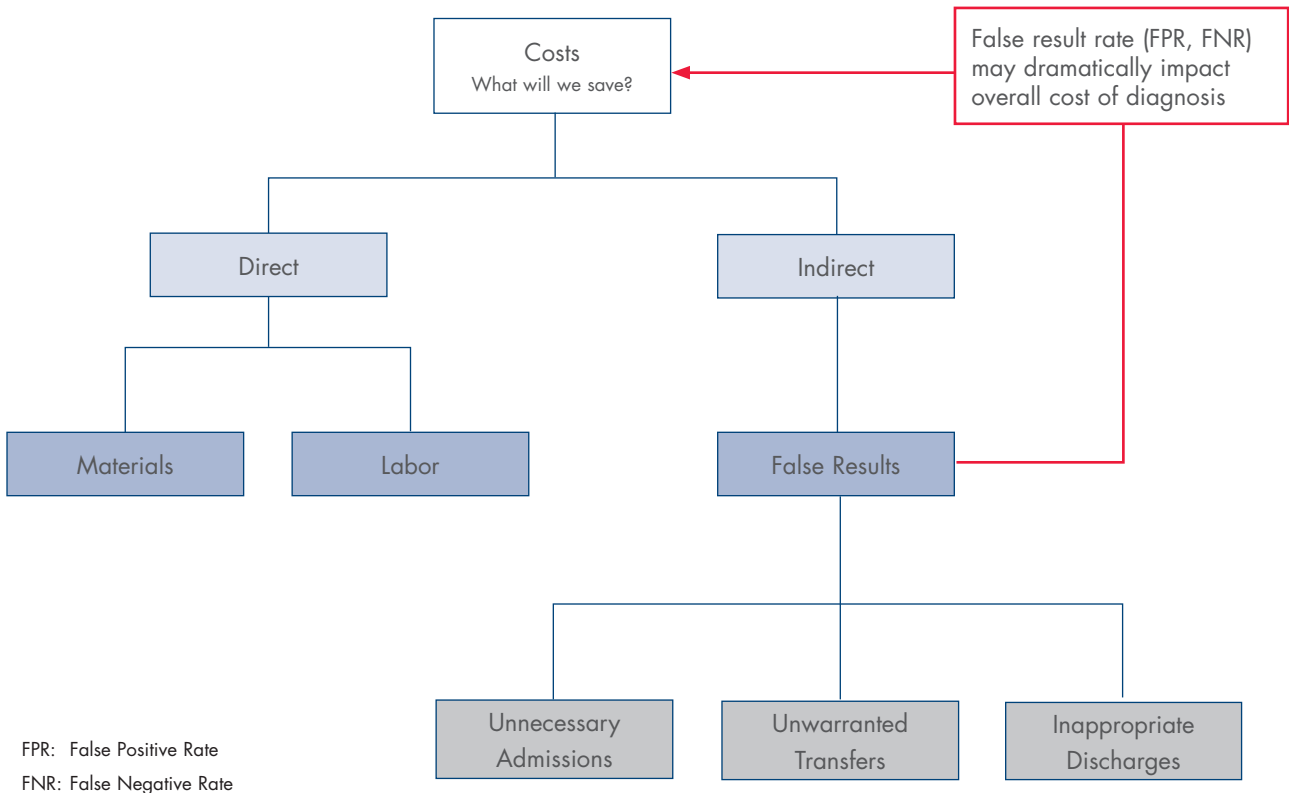 Costs
What will we save?
False result rate (FPR, FNR)
may dramatically impact
overall cost of diagnosis
Direct
Indirect
Materials
Labor
False Results
Unnecessary
Admissions
Unwarranted
Transfers
Inappropriate
Discharges
FPR: False Positive Rate
FNR: False Negative Rate